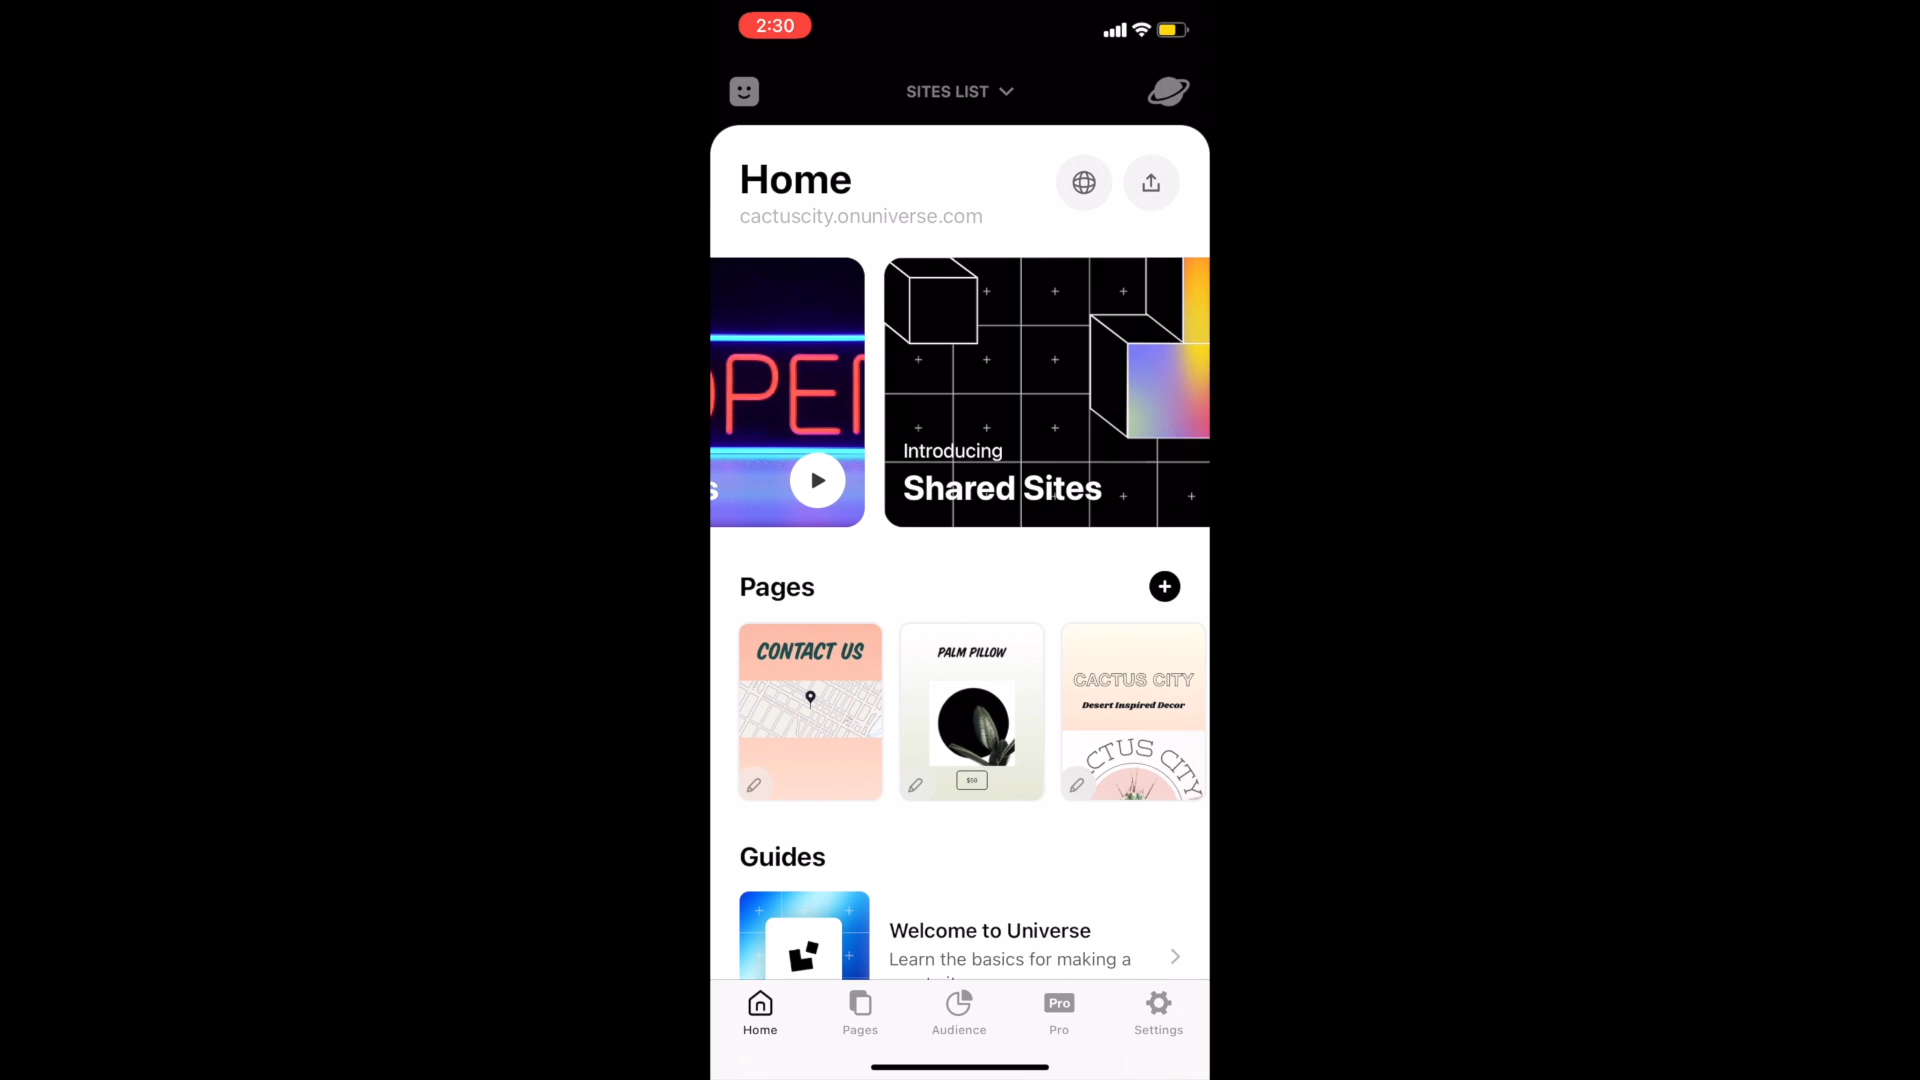 2:30
SITES LIST
Home
cactuscity.onuniverse.com
OPEN
s
Introducing
Shared Sites
Pages
CONTACT US
PALM PILLOW
$50
CACTUS CITY
Desert Inspired Decor
CTUS CITY
Guides
Welcome to Universe
Learn the basics for making a
Home
Pages
Audience
Pro
Pro
Settings